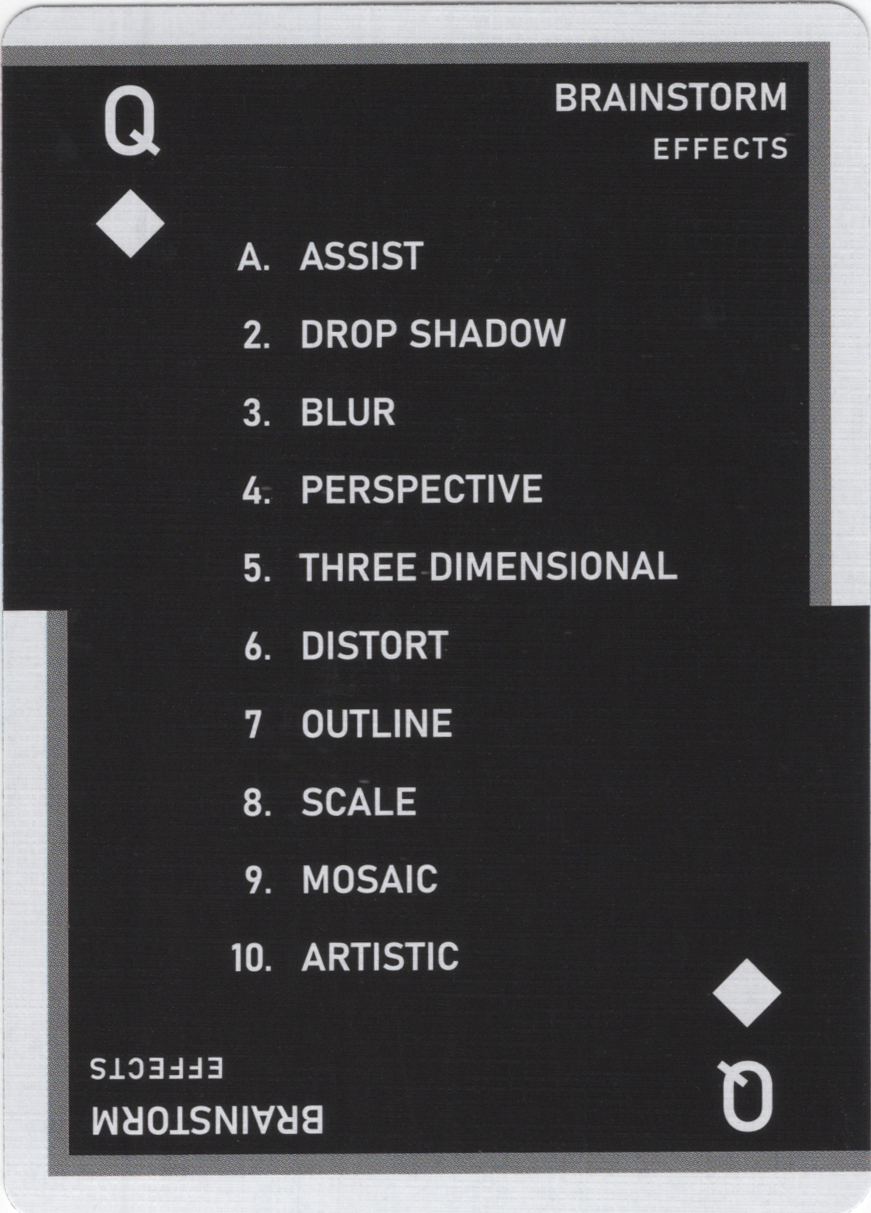 Q
BRAINSTORM
EFFECTS
A. ASSIST
2. DROP SHADOW
3. BLUR
4. PERSPECTIVE
5. THREE DIMENSIONAL
6. DISTORT
7 OUTLINE
8. SCALE
9. MOSAIC
10. ARTISTIC
EFFECTS
BRAINSTORM
Q